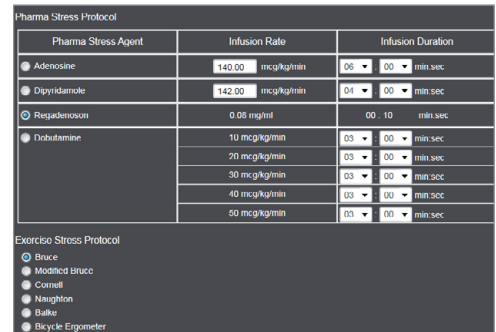 Pharma Stress Protocol
Pharma Stress Agent Infusion Rate Infusion Duration
Adenosine 140.00 mcg/kg/min 06 : 00 min:sec
Dipyridamole 142.00 mcg/kg/min 04 : 00 min:sec
Regadenoson 0.08 mg/ml 00 . 10 min.sec
Dobutamine 10 mcg/kg/min 03 : 00 min:sec
20 mcg/kg/min 03 : 00 min:sec
30 mcg/kg/min 03 : 00 min:sec
40 mcg/kg/min 03 : 00 min:sec
50 mcg/kg/min 03 : 00 min:sec
Exercise Stress Protocol
Bruce
Modified Bruce
Cornell
Naughton
Balke
Bicycle Ergometer